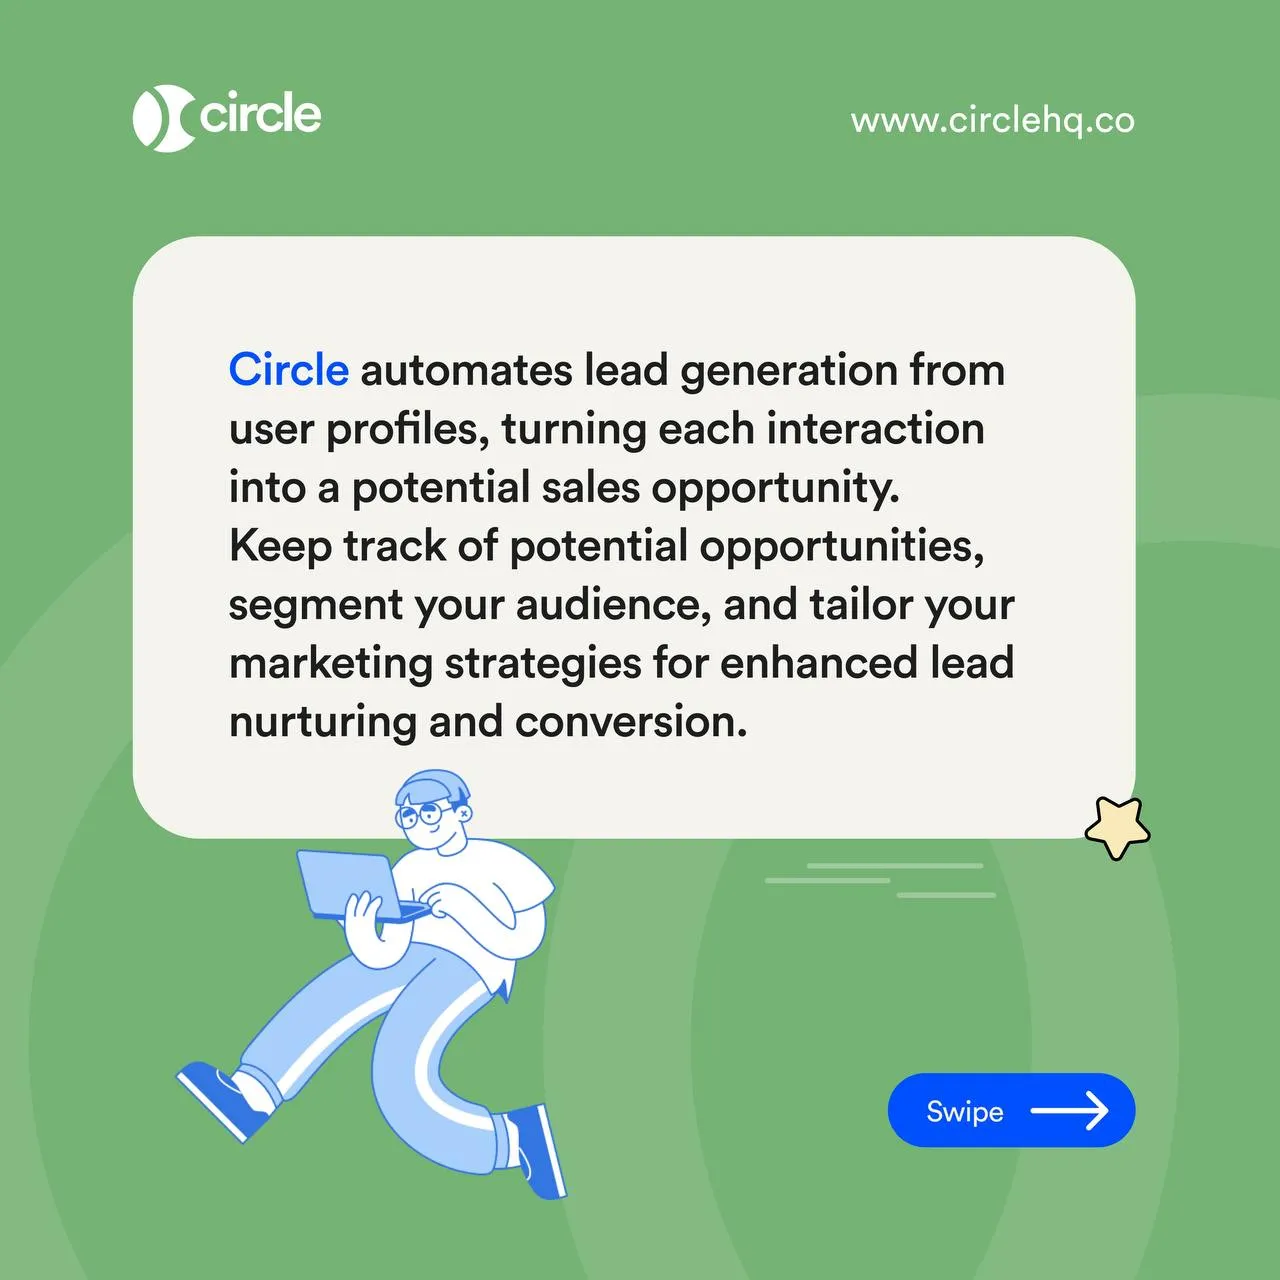 circle
www.circlehq.co
Circle automates lead generation from
user profiles, turning each interaction
into a potential sales opportunity.
Keep track of potential opportunities,
segment your audience, and tailor your
marketing strategies for enhanced lead
nurturing and conversion.
Swipe